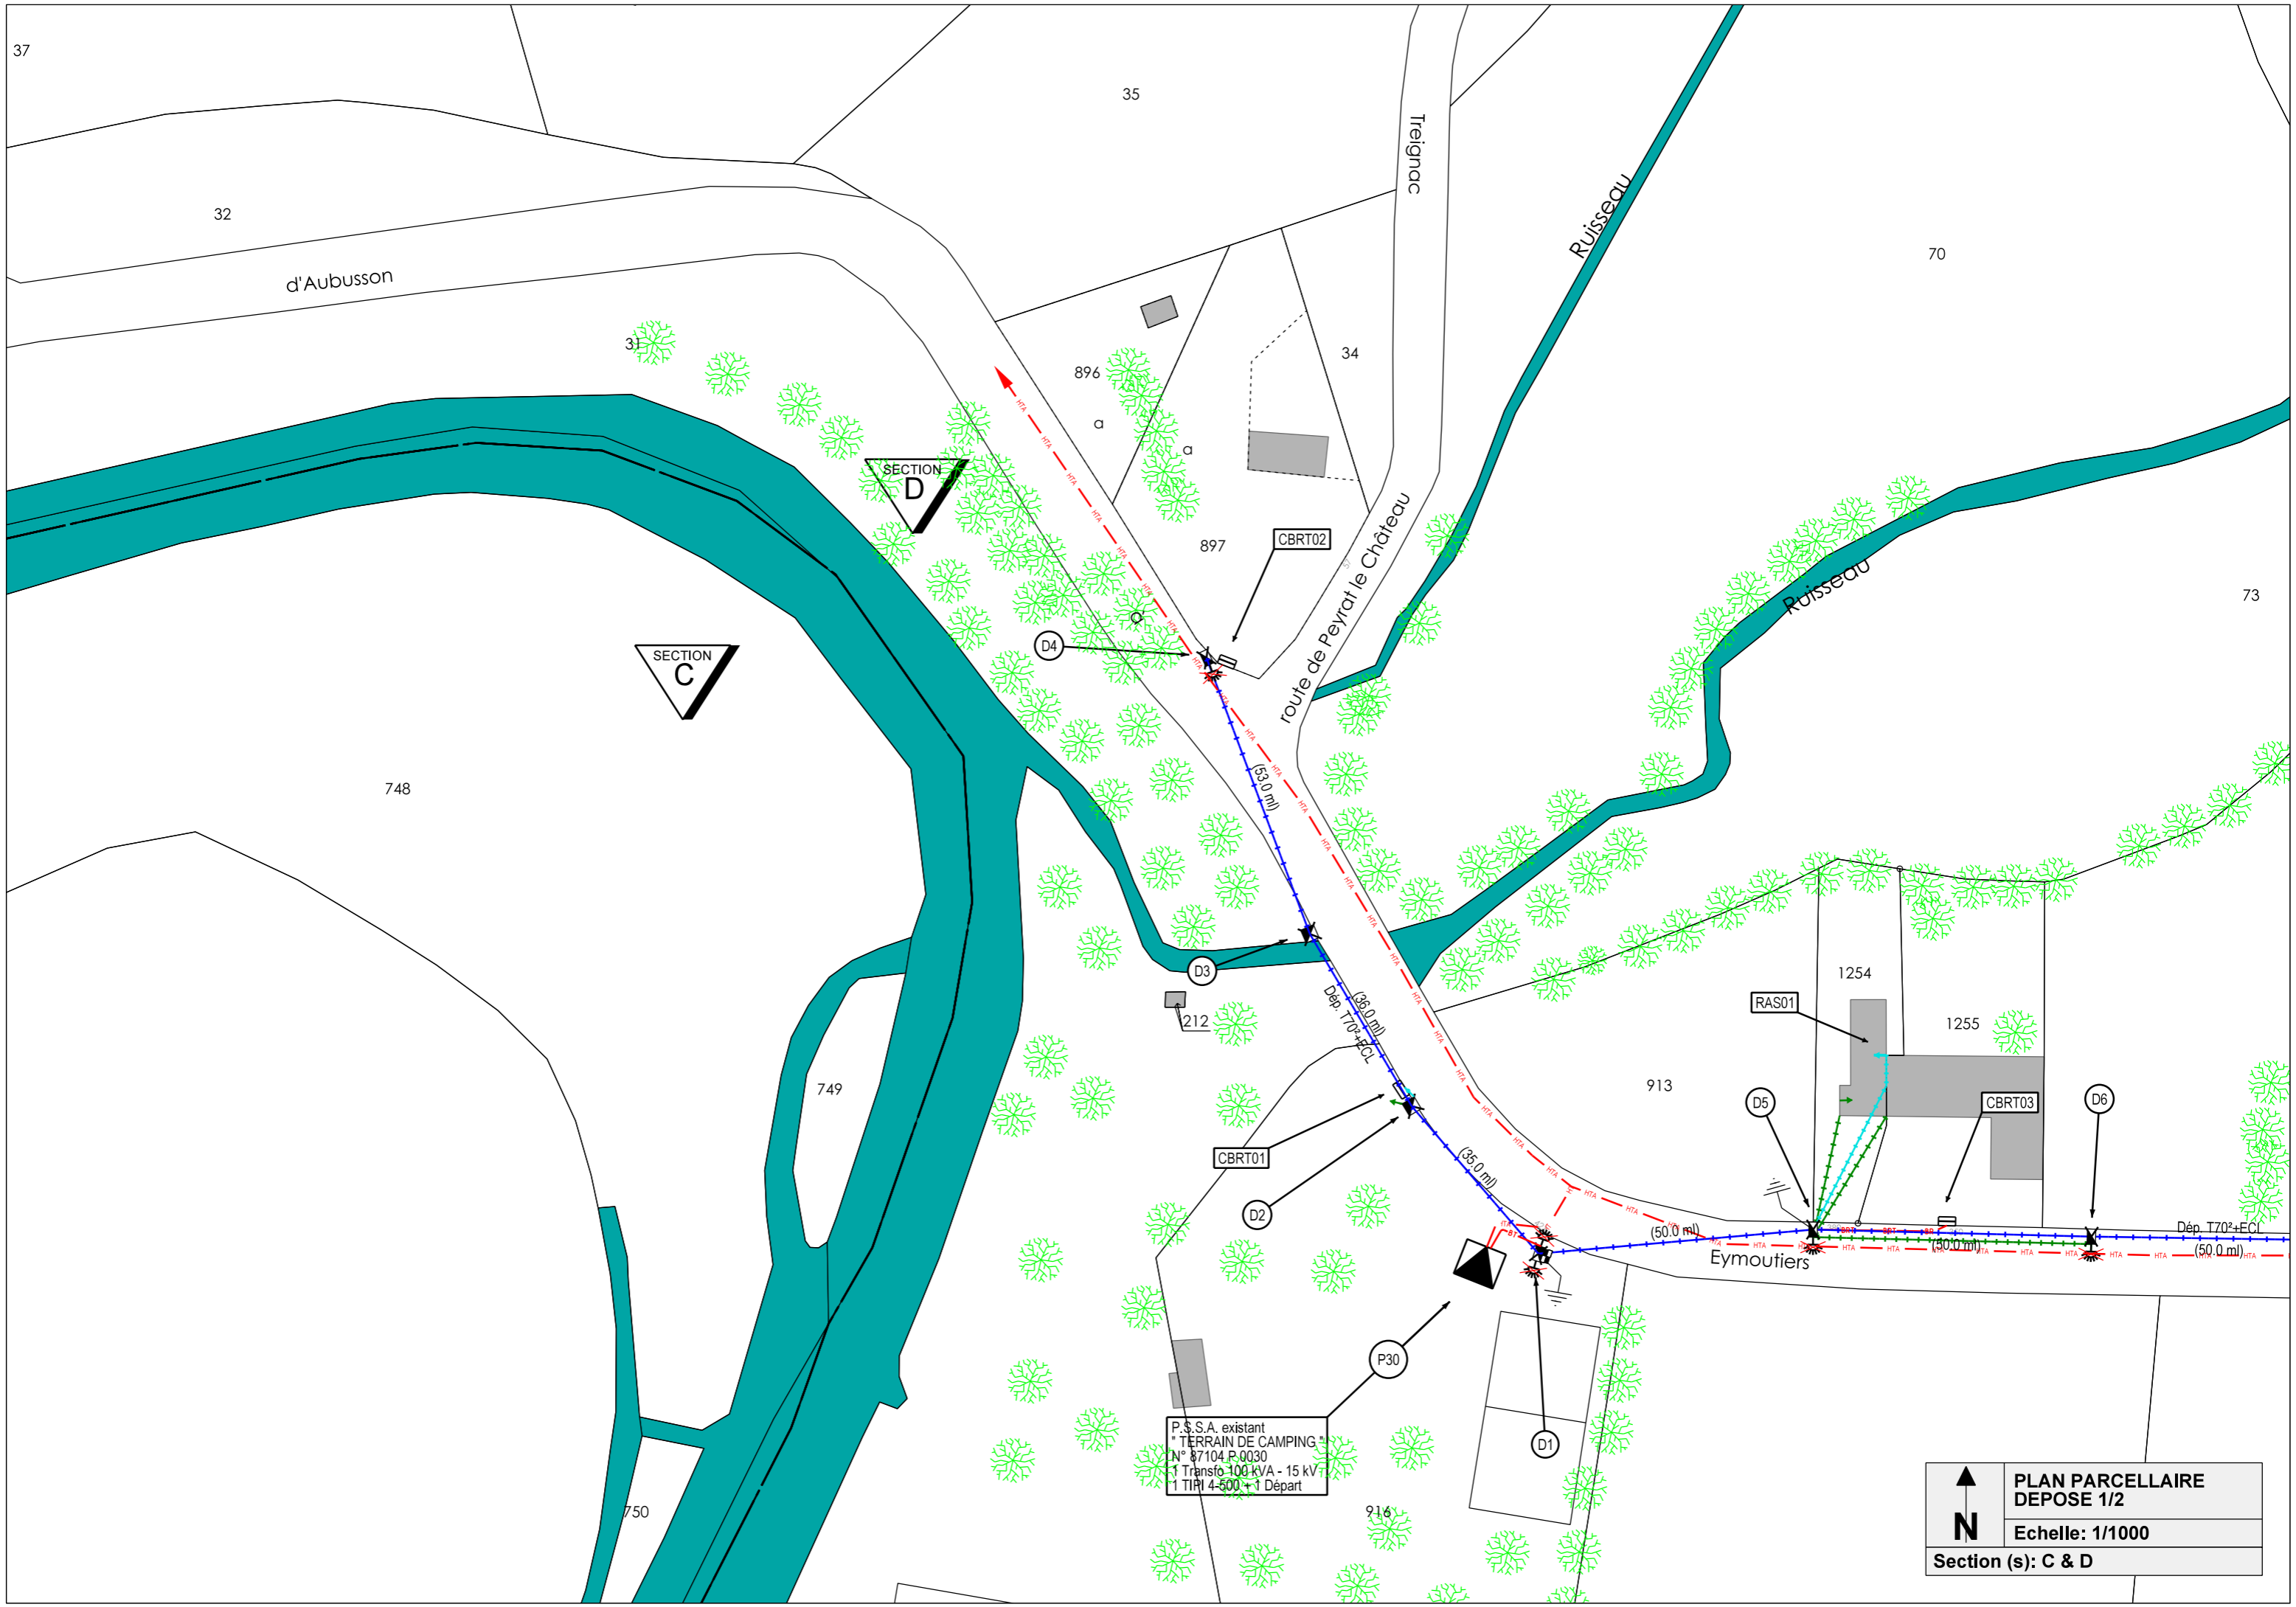 37
35
Treignac
32
Ruisseau
70
d'Aubusson
31
34
896
a
a
SECTION
D
897
CBRT02
route de Peyrat le Château
Ruisseau
73
a'
D4
SECTION
C
HTA
748
(53.0 ml)
D3
212
Dép. T70²+ECL
(36.0 ml)
1254
RAS01
1255
749
913
D5
CBRT03
D6
CBRT01
D2
(35.0 ml)
(50.0 ml)
(50.0 ml)
Dép. T70²+ECL
(50.0 ml)
Eymoutiers
HTA
BT
P30
D1
P.S.S.A. existant
" TERRAIN DE CAMPING "
N° 87104 P 0030
1 Transfo 100 kVA - 15 kV
1 TIPI 4-500 + 1 Départ
750
916
N
PLAN PARCELLAIRE
DEPOSE 1/2
Echelle: 1/1000
Section (s): C & D